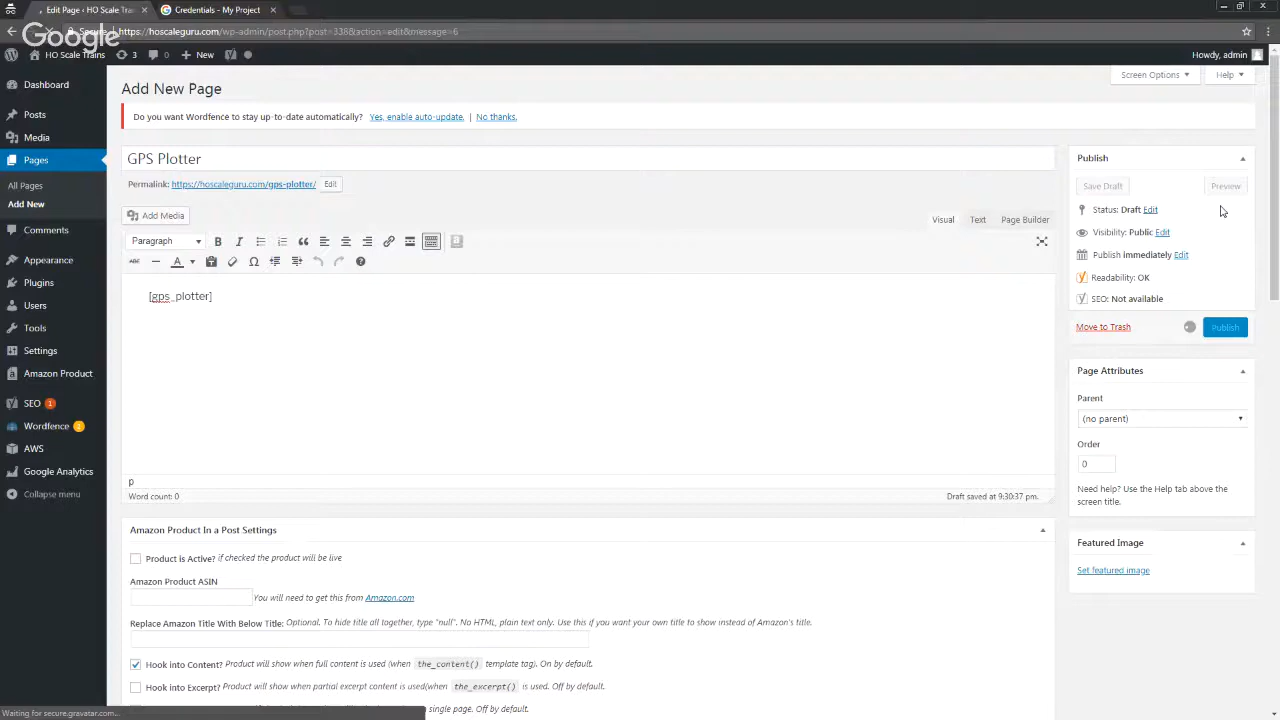 Edit Page ‹ HO Scale Trai
Credentials - My Project
Google
Secure
https://hoscaleguru.com/wp-admin/post.php?post=338&action=edit&message=6
HO Scale Trains
3
0
New
Howdy, admin
Dashboard
Posts
Media
Pages
All Pages
Add New
Comments
Appearance
Plugins
Users
Tools
Settings
Amazon Product
SEO 1
Wordfence 2
AWS
Google Analytics
Collapse menu
Screen Options
Help
Add New Page
Do you want Wordfence to stay up-to-date automatically? Yes, enable auto-update. | No thanks.
GPS Plotter
Permalink: https://hoscaleguru.com/gps-plotter/ Edit
Add Media
Visual
Text
Page Builder
Paragraph
B
I
ABC
A
[gps_plotter]
p
Word count: 0
Draft saved at 9:30:37 pm.
Amazon Product In a Post Settings
Product is Active? if checked the product will be live
Amazon Product ASIN
You will need to get this from Amazon.com
Replace Amazon Title With Below Title: Optional. To hide title all together, type "null". No HTML, plain text only. Use this if you want your own title to show instead of Amazon's title.
Hook into Content? Product will show when full content is used (when the_content() template tag). On by default.
Hook into Excerpt? Product will show when partial excerpt content is used(when the_excerpt() is used. Off by default.
single page. Off by default.
Publish
Save Draft
Preview
Status: Draft Edit
Visibility: Public Edit
Publish immediately Edit
Readability: OK
SEO: Not available
Move to Trash
Publish
Page Attributes
Parent
(no parent)
Order
0
Need help? Use the Help tab above the
screen title.
Featured Image
Set featured image
Waiting for secure.gravatar.com...